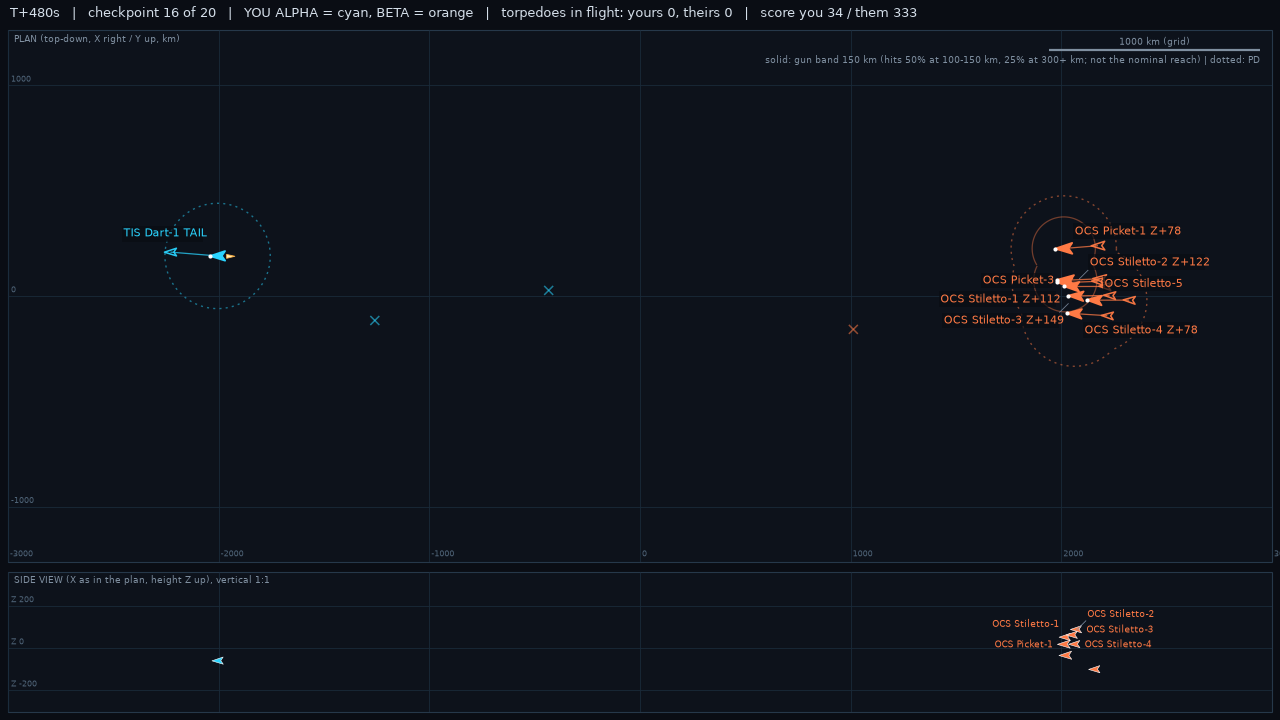 T+480s | checkpoint 16 of 20 | YOU ALPHA = cyan, BETA = orange | torpedoes in flight: yours 0, theirs 0 | score you 34 / them 333
PLAN (top-down, X right / Y up, km)
1000 km (grid)
solid: gun band 150 km (hits 50% at 100-150 km, 25% at 300+ km; not the nominal reach) | dotted: PD
1000
TIS Dart-1 TAIL
OCS Picket-1 Z+78
OCS Stiletto-2 Z+122
OCS Picket-3
OCS Stiletto-5
0
OCS Stiletto-1 Z+112
OCS Stiletto-3 Z+149
OCS Stiletto-4 Z+78
-1000
-3000
-2000
-1000
0
1000
2000
SIDE VIEW (X as in the plan, height Z up), vertical 1:1
Z 200
OCS Stiletto-2
OCS Stiletto-1
OCS Stiletto-3
Z 0
OCS Picket-1
OCS Stiletto-4
Z -200